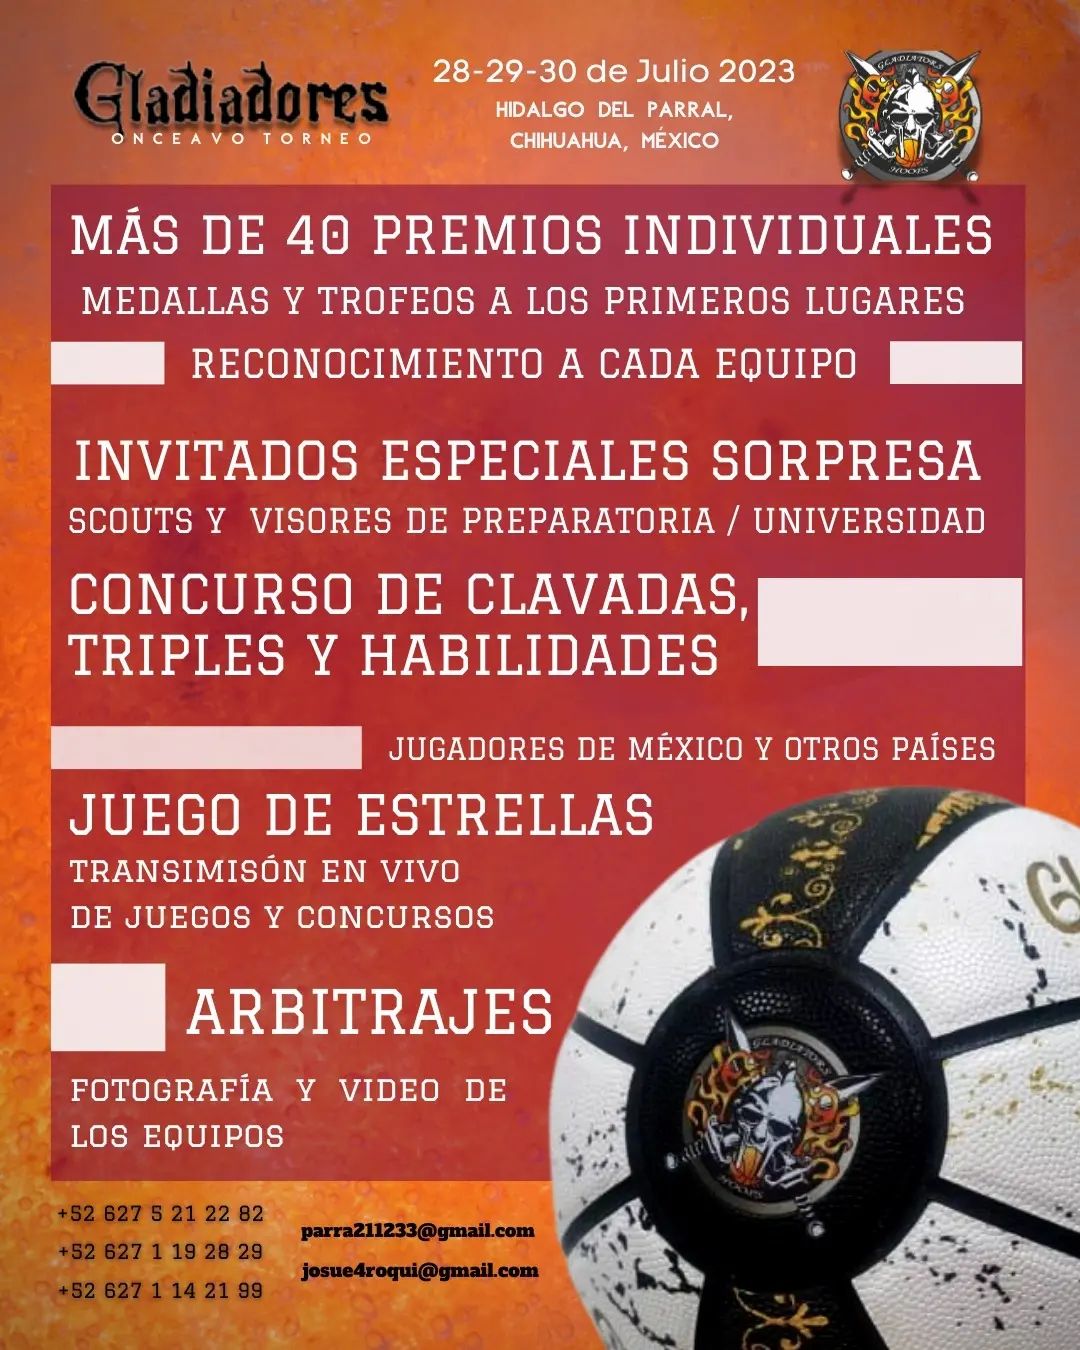 Gladiadores
ONCEAVO TORNEO
28-29-30 de Julio 2023
HIDALGO DEL PARRAL,
CHIHUAHUA, MÉXICO
GLADIATORS
HOOPS
MÁS DE 40 PREMIOS INDIVIDUALES
MEDALLAS Y TROFEOS A LOS PRIMEROS LUGARES
RECONOCIMIENTO A CADA EQUIPO
INVITADOS ESPECIALES SORPRESA
SCOUTS Y VISORES DE PREPARATORIA / UNIVERSIDAD
CONCURSO DE CLAVADAS,
TRIPLES Y HABILIDADES
JUGADORES DE MÉXICO Y OTROS PAÍSES
JUEGO DE ESTRELLAS
TRANSIMISÓN EN VIVO
DE JUEGOS Y CONCURSOS
ARBITRAJES
FOTOGRAFÍA Y VIDEO DE
LOS EQUIPOS
GLADIATORS
HOOPS
+52 627 5 21 22 82
+52 627 1 19 28 29
+52 627 1 14 21 99
parra211233@gmail.com
josue4roqui@gmail.com